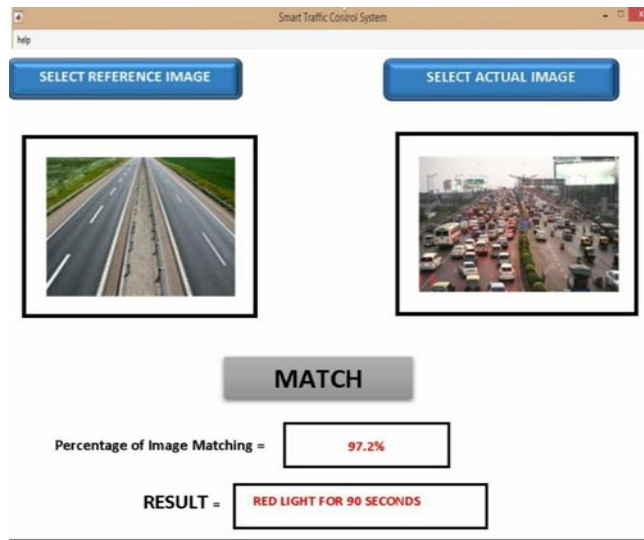 Smart Traffic Control System
help
SELECT REFERENCE IMAGE
SELECT ACTUAL IMAGE
MATCH
Percentage of Image Matching =
97.2%
RESULT =
RED LIGHT FOR 90 SECONDS